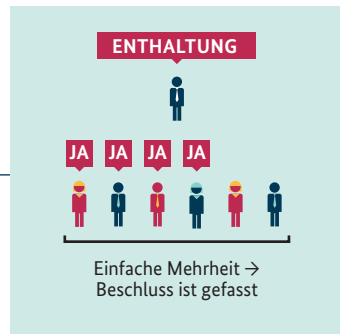 ENTHALTUNG
JA JA JA JA
Einfache Mehrheit →
Beschluss ist gefasst